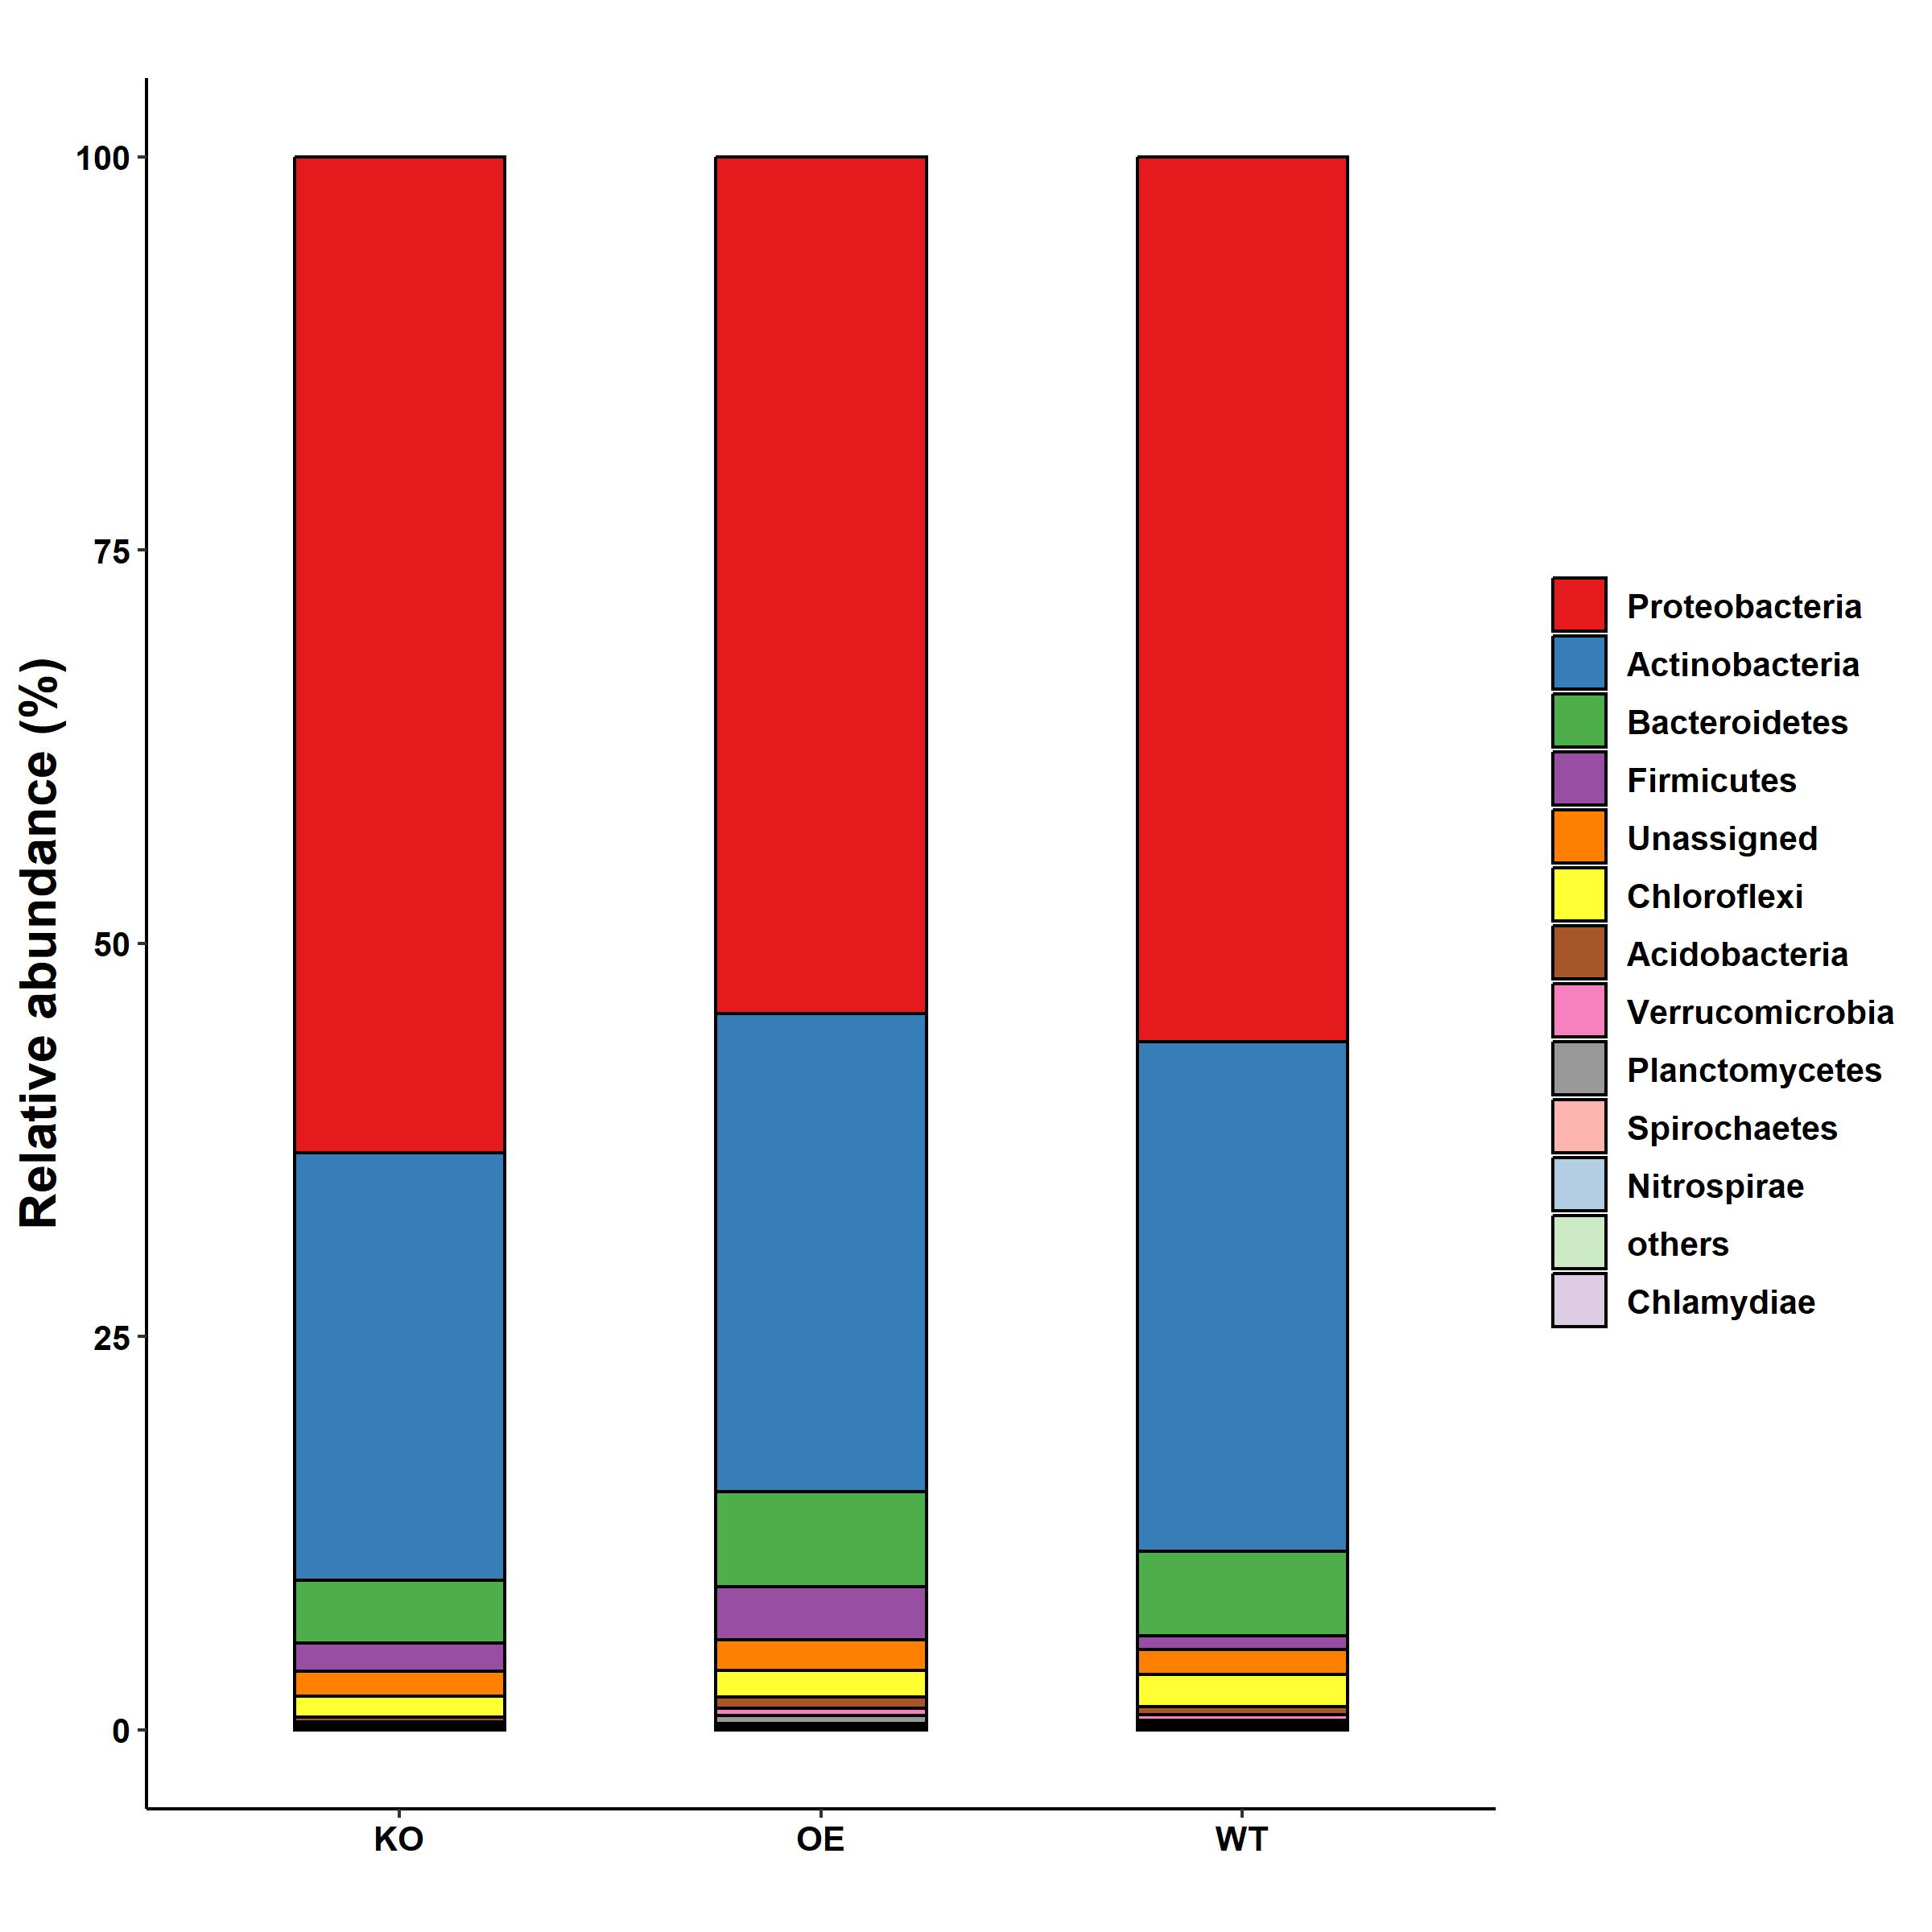 Relative abundance (%)
100
75
50
25
0
KO
OE
WT
Proteobacteria
Actinobacteria
Bacteroidetes
Firmicutes
Unassigned
Chloroflexi
Acidobacteria
Verrucomicrobia
Planctomycetes
Spirochaetes
Nitrospirae
others
Chlamydiae